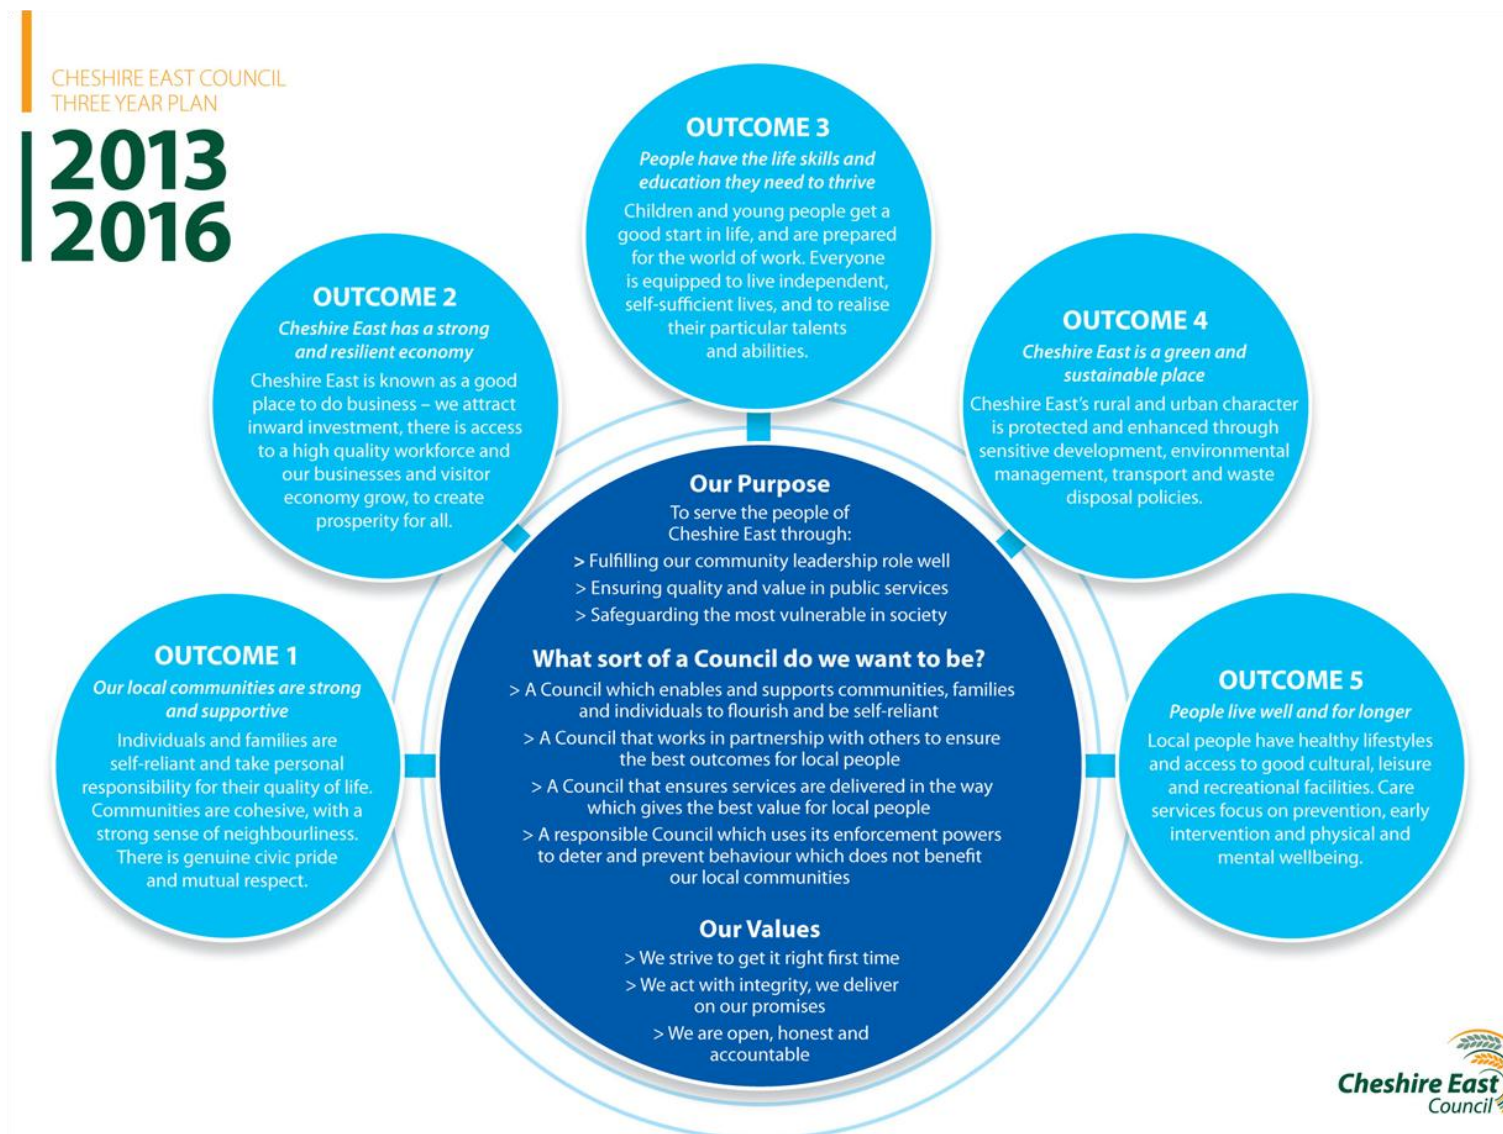 CHESHIRE EAST COUNCIL
THREE YEAR PLAN
2013
2016
OUTCOME 1
Our local communities are strong
and supportive
Individuals and families are
self-reliant and take personal
responsibility for their quality of life.
Communities are cohesive, with a
strong sense of neighbourliness.
There is genuine civic pride
and mutual respect.
OUTCOME 2
Cheshire East has a strong
and resilient economy
Cheshire East is known as a good
place to do business – we attract
inward investment, there is access
to a high quality workforce and
our businesses and visitor
economy grow, to create
prosperity for all.
OUTCOME 3
People have the life skills and
education they need to thrive
Children and young people get a
good start in life, and are prepared
for the world of work. Everyone
is equipped to live independent,
self-sufficient lives, and to realise
their particular talents
and abilities.
OUTCOME 4
Cheshire East is a green and
sustainable place
Cheshire East's rural and urban character
is protected and enhanced through
sensitive development, environmental
management, transport and waste
disposal policies.
OUTCOME 5
People live well and for longer
Local people have healthy lifestyles
and access to good cultural, leisure
and recreational facilities. Care
services focus on prevention, early
intervention and physical and
mental wellbeing.
Our Purpose
To serve the people of
Cheshire East through:
> Fulfilling our community leadership role well
> Ensuring quality and value in public services
> Safeguarding the most vulnerable in society
What sort of a Council do we want to be?
> A Council which enables and supports communities, families
and individuals to flourish and be self-reliant
> A Council that works in partnership with others to ensure
the best outcomes for local people
> A Council that ensures services are delivered in the way
which gives the best value for local people
> A responsible Council which uses its enforcement powers
to deter and prevent behaviour which does not benefit
our local communities
Our Values
> We strive to get it right first time
> We act with integrity, we deliver
on our promises
> We are open, honest and
accountable
Cheshire East
Council